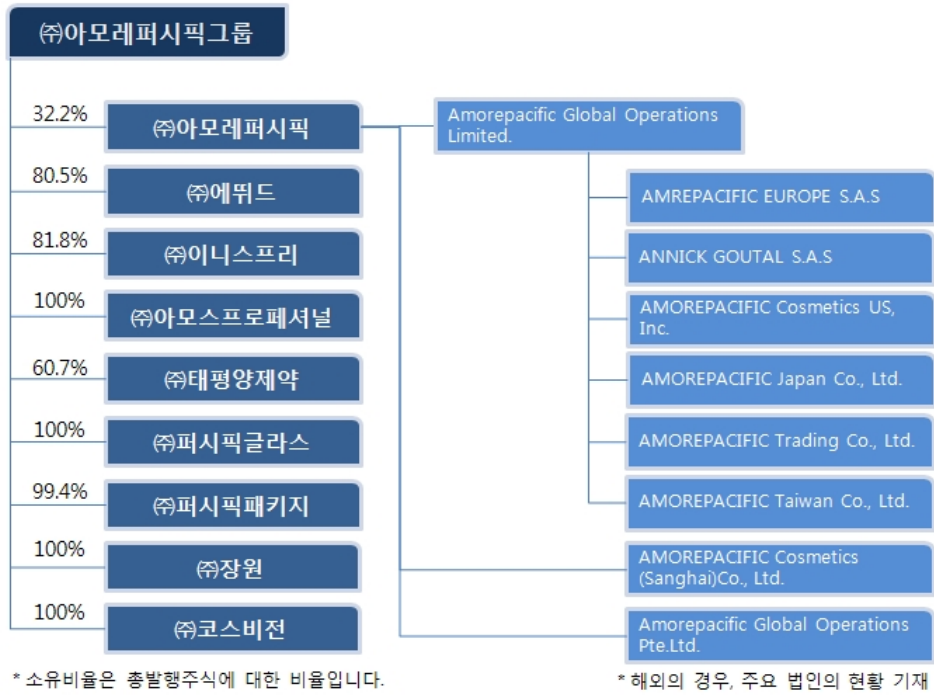 ㈜아모레퍼시픽그룹
32.2%
㈜아모레퍼시픽
80.5%
㈜에뛰드
81.8%
㈜이니스프리
100%
㈜아모스프로페셔널
60.7%
㈜태평양제약
100%
㈜퍼시픽글라스
99.4%
㈜퍼시픽패키지
100%
㈜장원
100%
㈜코스비전
Amorepacific Global Operations
Limited.
AMREPACIFIC EUROPE S.A.S
ANNICK GOUTAL S.A.S
AMOREPACIFIC Cosmetics US,
Inc.
AMOREPACIFIC Japan Co., Ltd.
AMOREPACIFIC Trading Co., Ltd.
AMOREPACIFIC Taiwan Co., Ltd.
AMOREPACIFIC Cosmetics
(Sanghai)Co., Ltd.
Amorepacific Global Operations
Pte.Ltd.
* 소유비율은 총발행주식에 대한 비율입니다.
* 해외의 경우, 주요 법인의 현황 기재